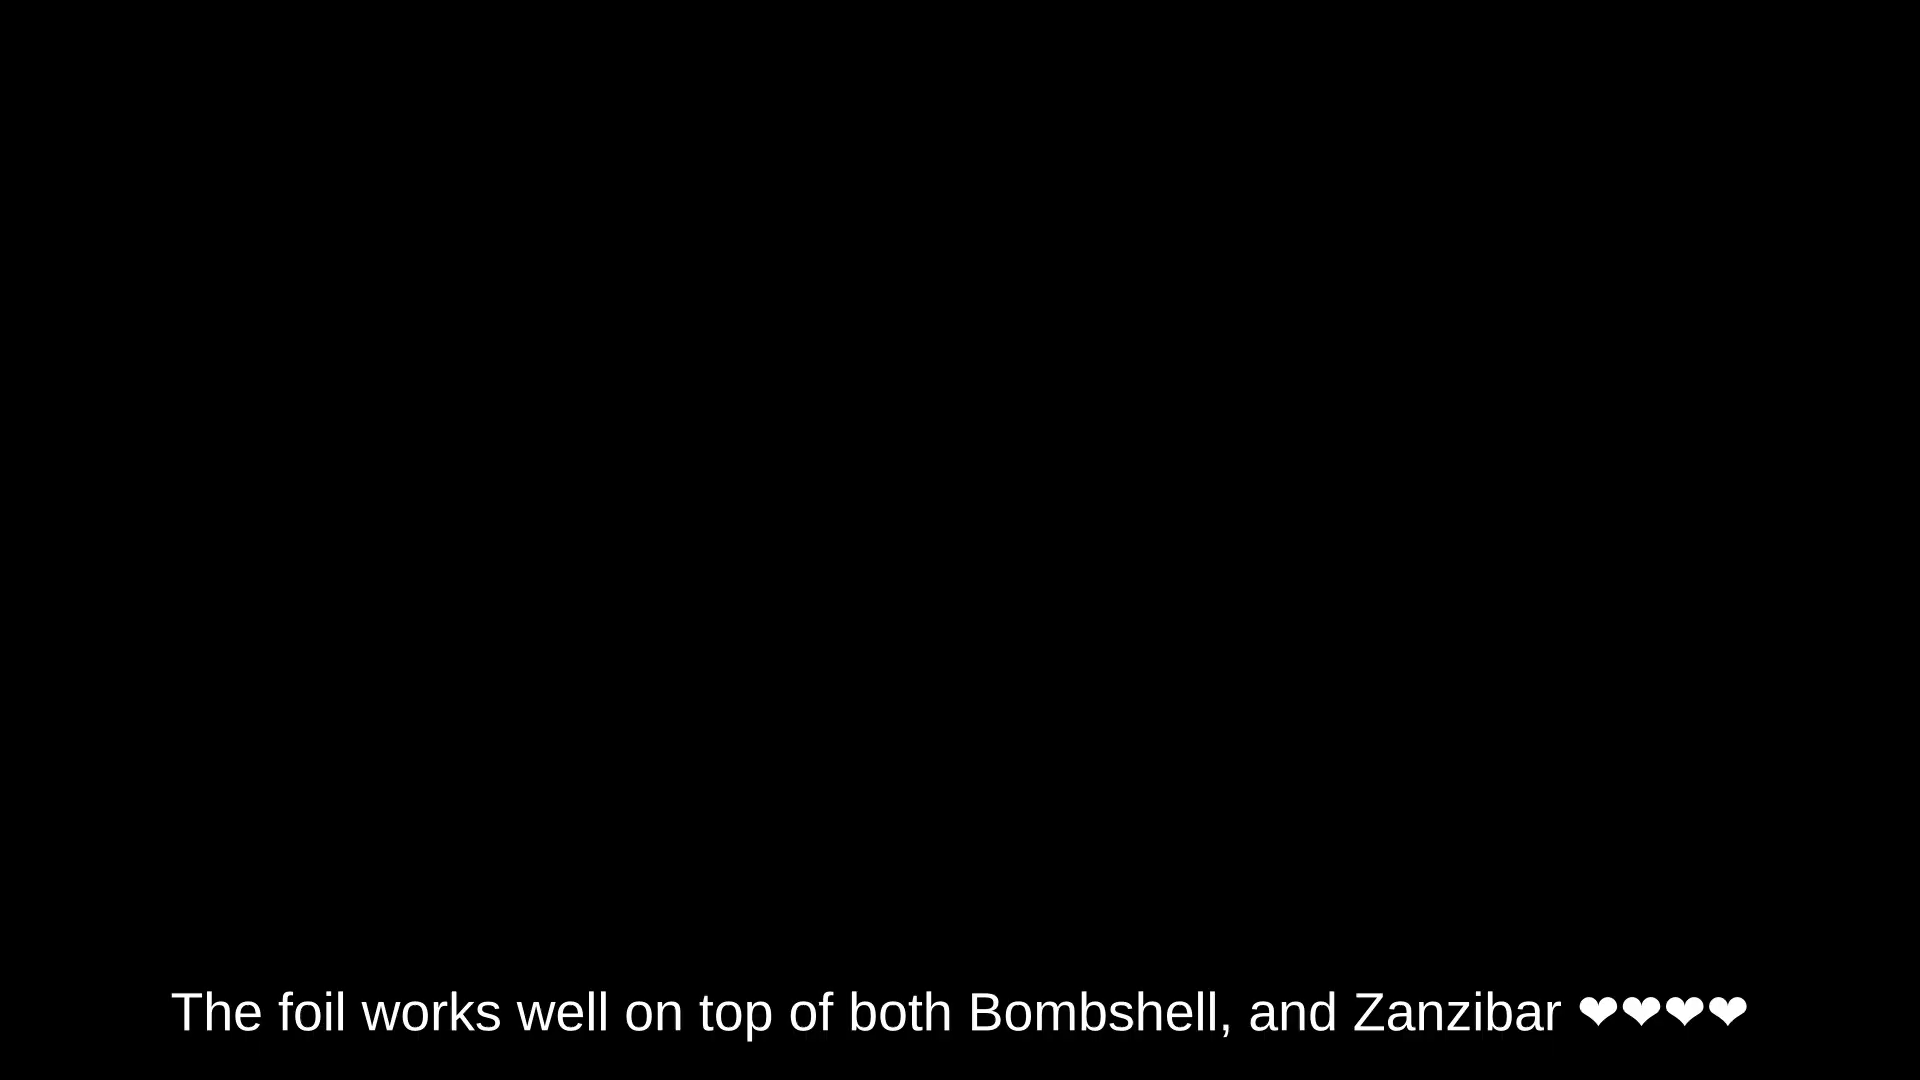 The foil works well on top of both Bombshell, and Zanzibar ❤❤❤❤